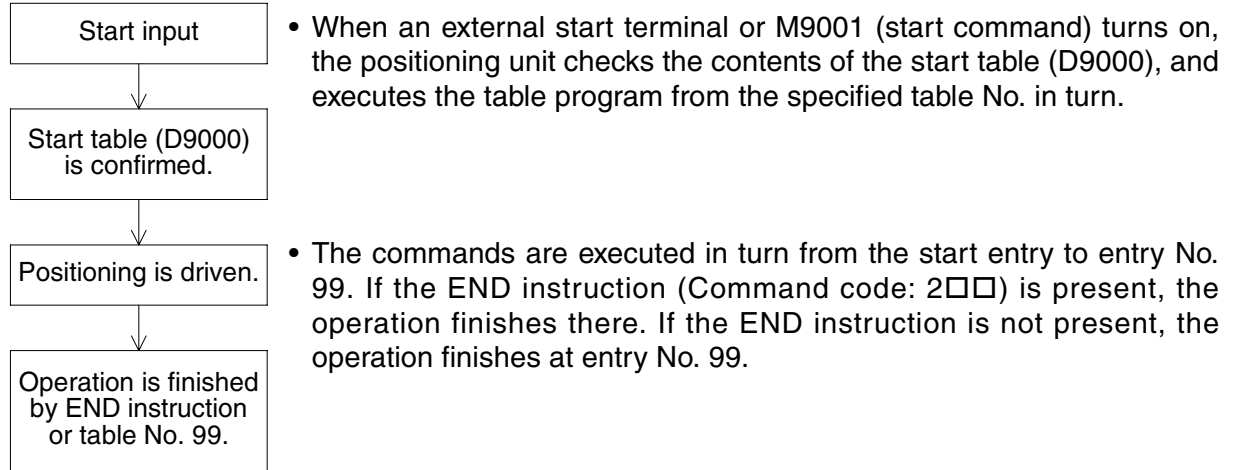 Start input
• When an external start terminal or M9001 (start command) turns on,
the positioning unit checks the contents of the start table (D9000), and
executes the table program from the specified table No. in turn.
Start table (D9000)
is confirmed.
Positioning is driven.
• The commands are executed in turn from the start entry to entry No.
99. If the END instruction (Command code: 2□□) is present, the
operation finishes there. If the END instruction is not present, the
operation finishes at entry No. 99.
Operation is finished
by END instruction
or table No. 99.